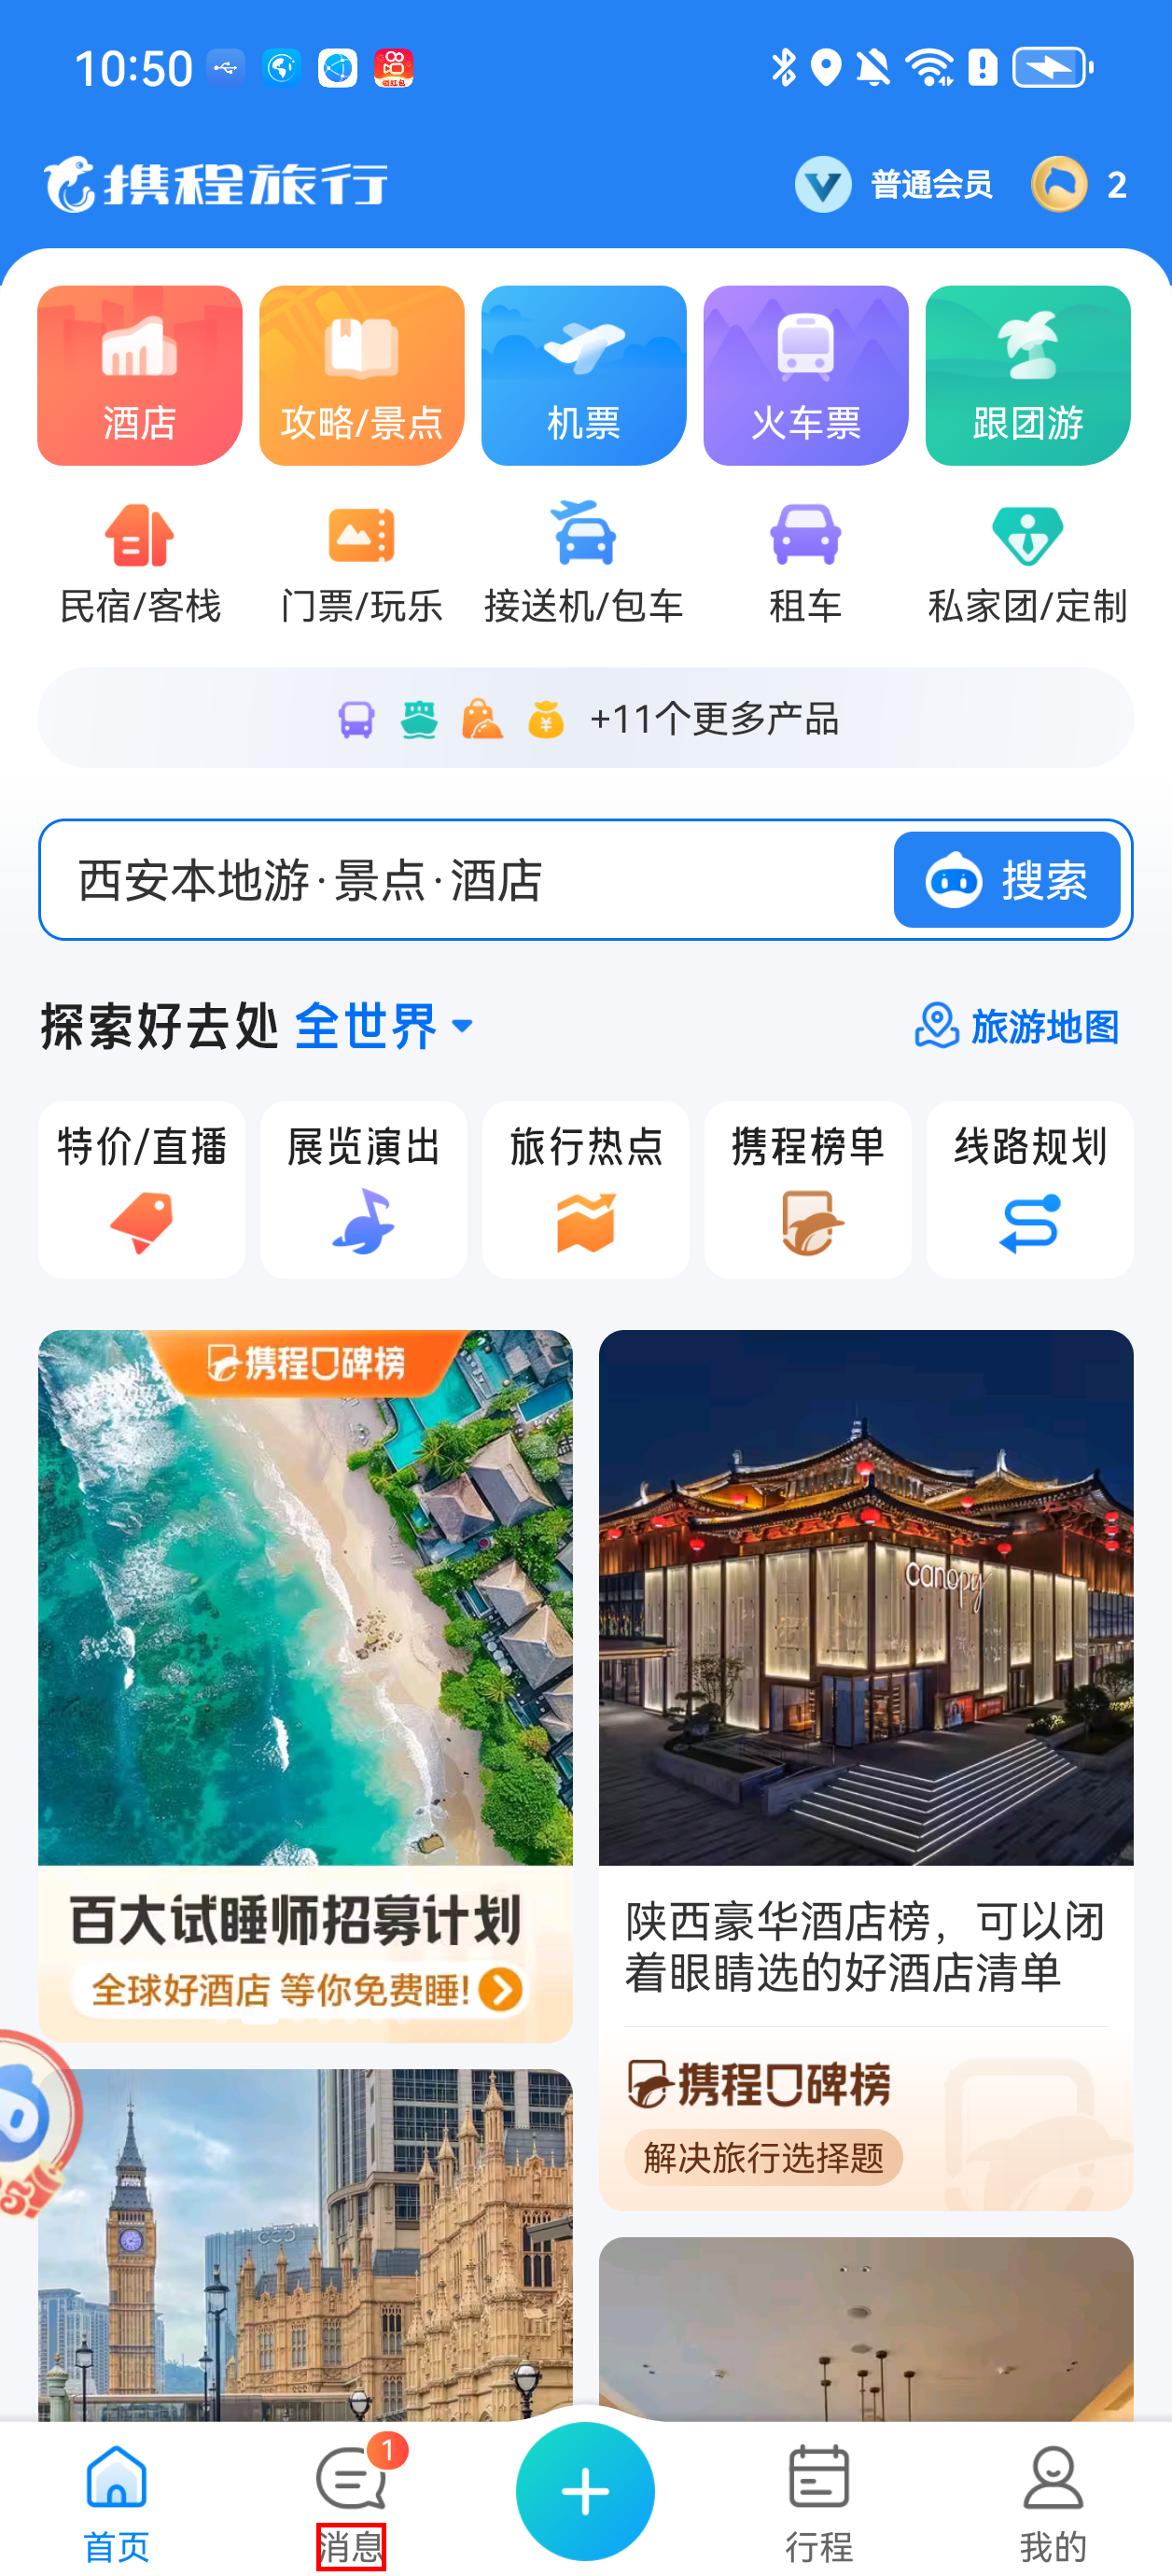 10:50
携程旅行
普通会员
2
酒店
攻略/景点
机票
火车票
跟团游
民宿/客栈
门票/玩乐
接送机/包车
租车
私家团/定制
+11个更多产品
西安本地游·景点·酒店
搜索
探索好去处 全世界
旅游地图
特价/直播
展览演出
旅行热点
携程榜单
线路规划
携程口碑榜
canopy
百大试睡师招募计划
全球好酒店 等你免费睡!
陕西豪华酒店榜，可以闭
着眼睛选的好酒店清单
携程口碑榜
解决旅行选择题
首页
1
消息
行程
我的